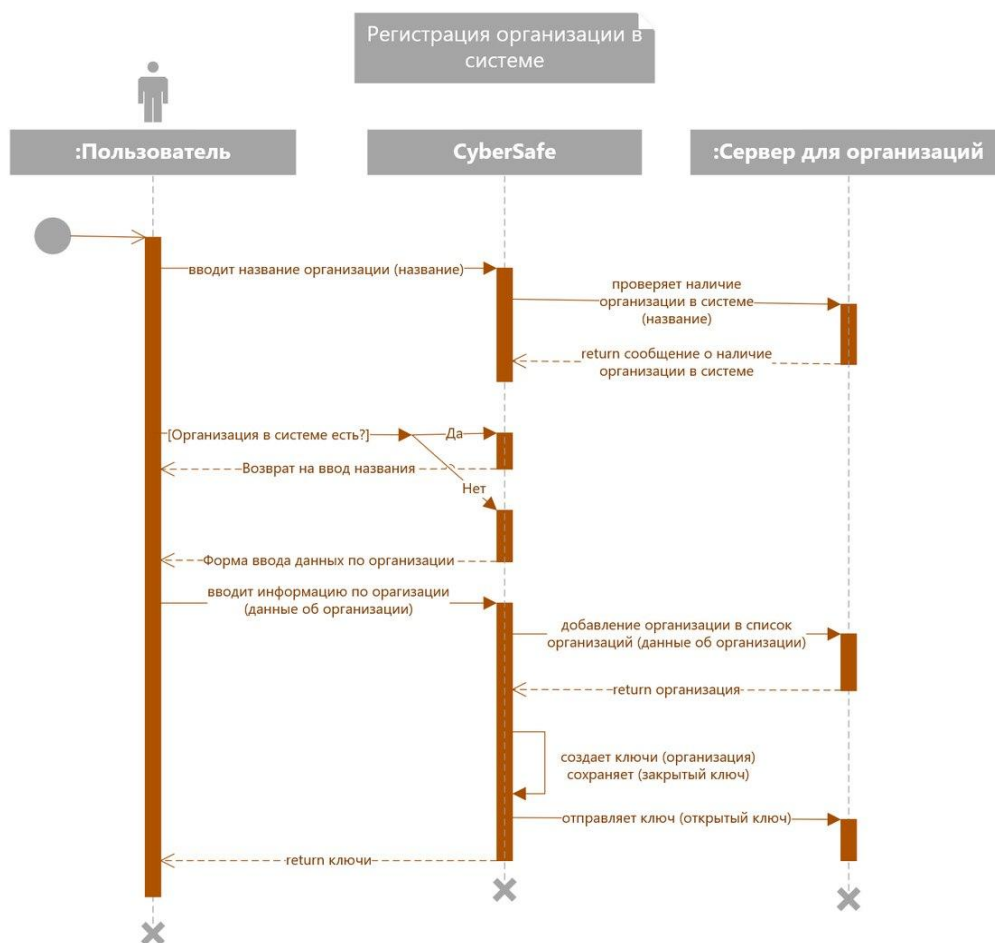 Регистрация организации в
системе
:Пользователь
CyberSafe
:Сервер для организаций
вводит название организации (название)
проверяет наличие
организации в системе
(название)
return сообщение о наличие
организации в системе
[Организация в системе есть?]
Да
Возврат на ввод названия
Нет
Форма ввода данных по организации
вводит информацию по орагизации
(данные об организации)
добавление организации в список
организаций (данные об организации)
return организация
создает ключи (организация)
сохраняет (закрытый ключ)
отправляет ключ (открытый ключ)
return ключи